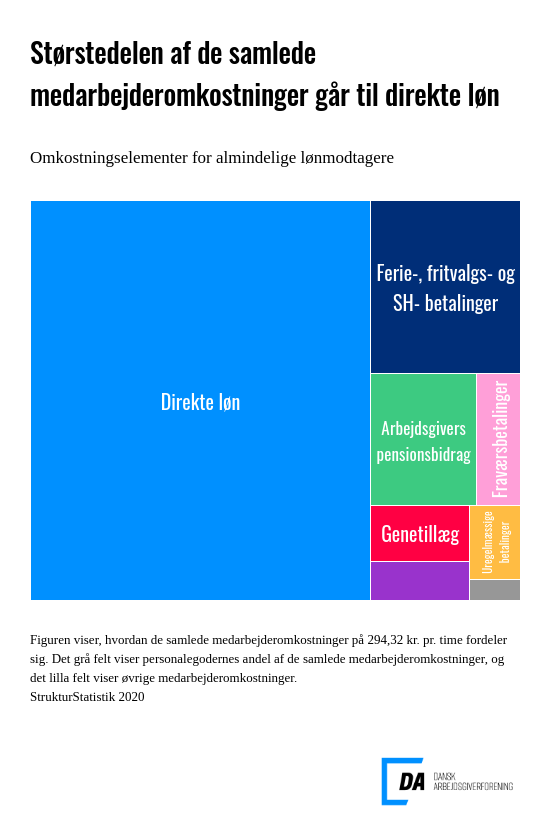 Størstedelen af de samlede
medarbejderomkostninger går til direkte løn
Omkostningselementer for almindelige lønmodtagere
Direkte løn
Ferie-, fritvalgs- og
SH- betalinger
Arbejdsgivers
pensionsbidrag
Fraværsbetalinger
Genetillæg
Uregelmæssige
betalinger
Figuren viser, hvordan de samlede medarbejderomkostninger på 294,32 kr. pr. time fordeler
sig. Det grå felt viser personalegodernes andel af de samlede medarbejderomkostninger, og
det lilla felt viser øvrige medarbejderomkostninger.
StrukturStatistik 2020
DA
DANSK
ARBEJDSGIVERFORENING